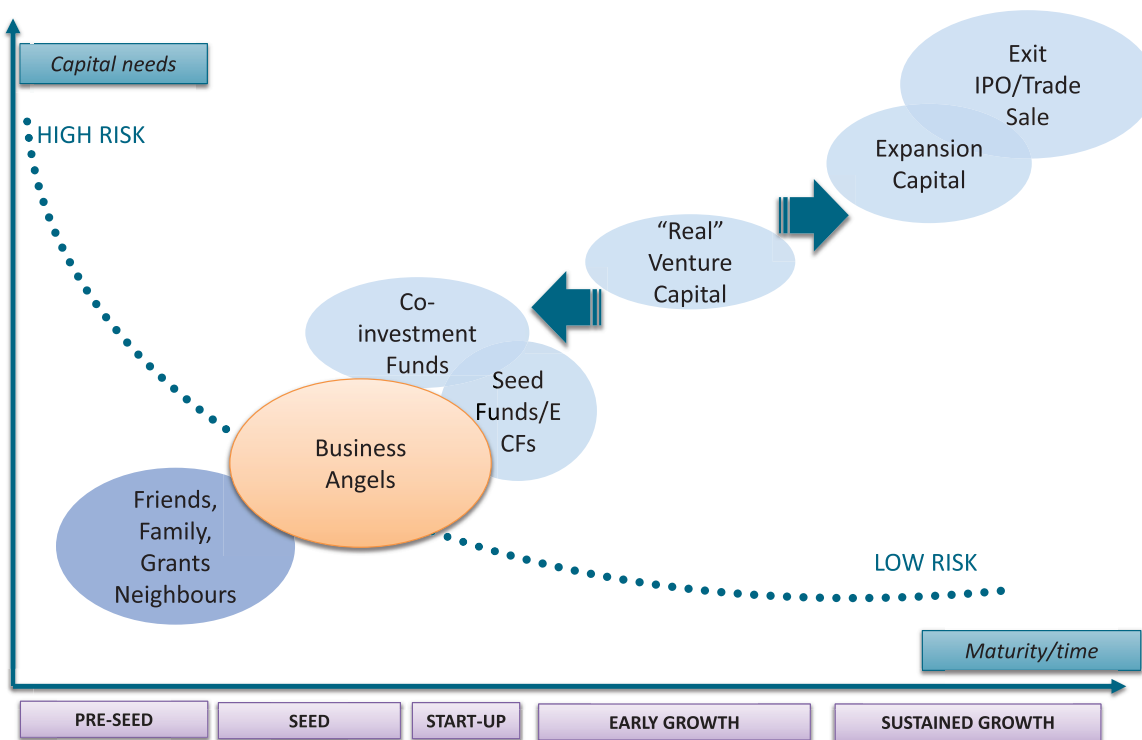 Capital needs
HIGH RISK
Exit
IPO/Trade
Sale
Expansion
Capital
“Real”
Venture
Capital
Co-
investment
Funds
Seed
Funds/E
CFs
Business
Angels
Friends,
Family,
Grants
Neighbours
LOW RISK
Maturity/time
PRE-SEED
SEED
START-UP
EARLY GROWTH
SUSTAINED GROWTH